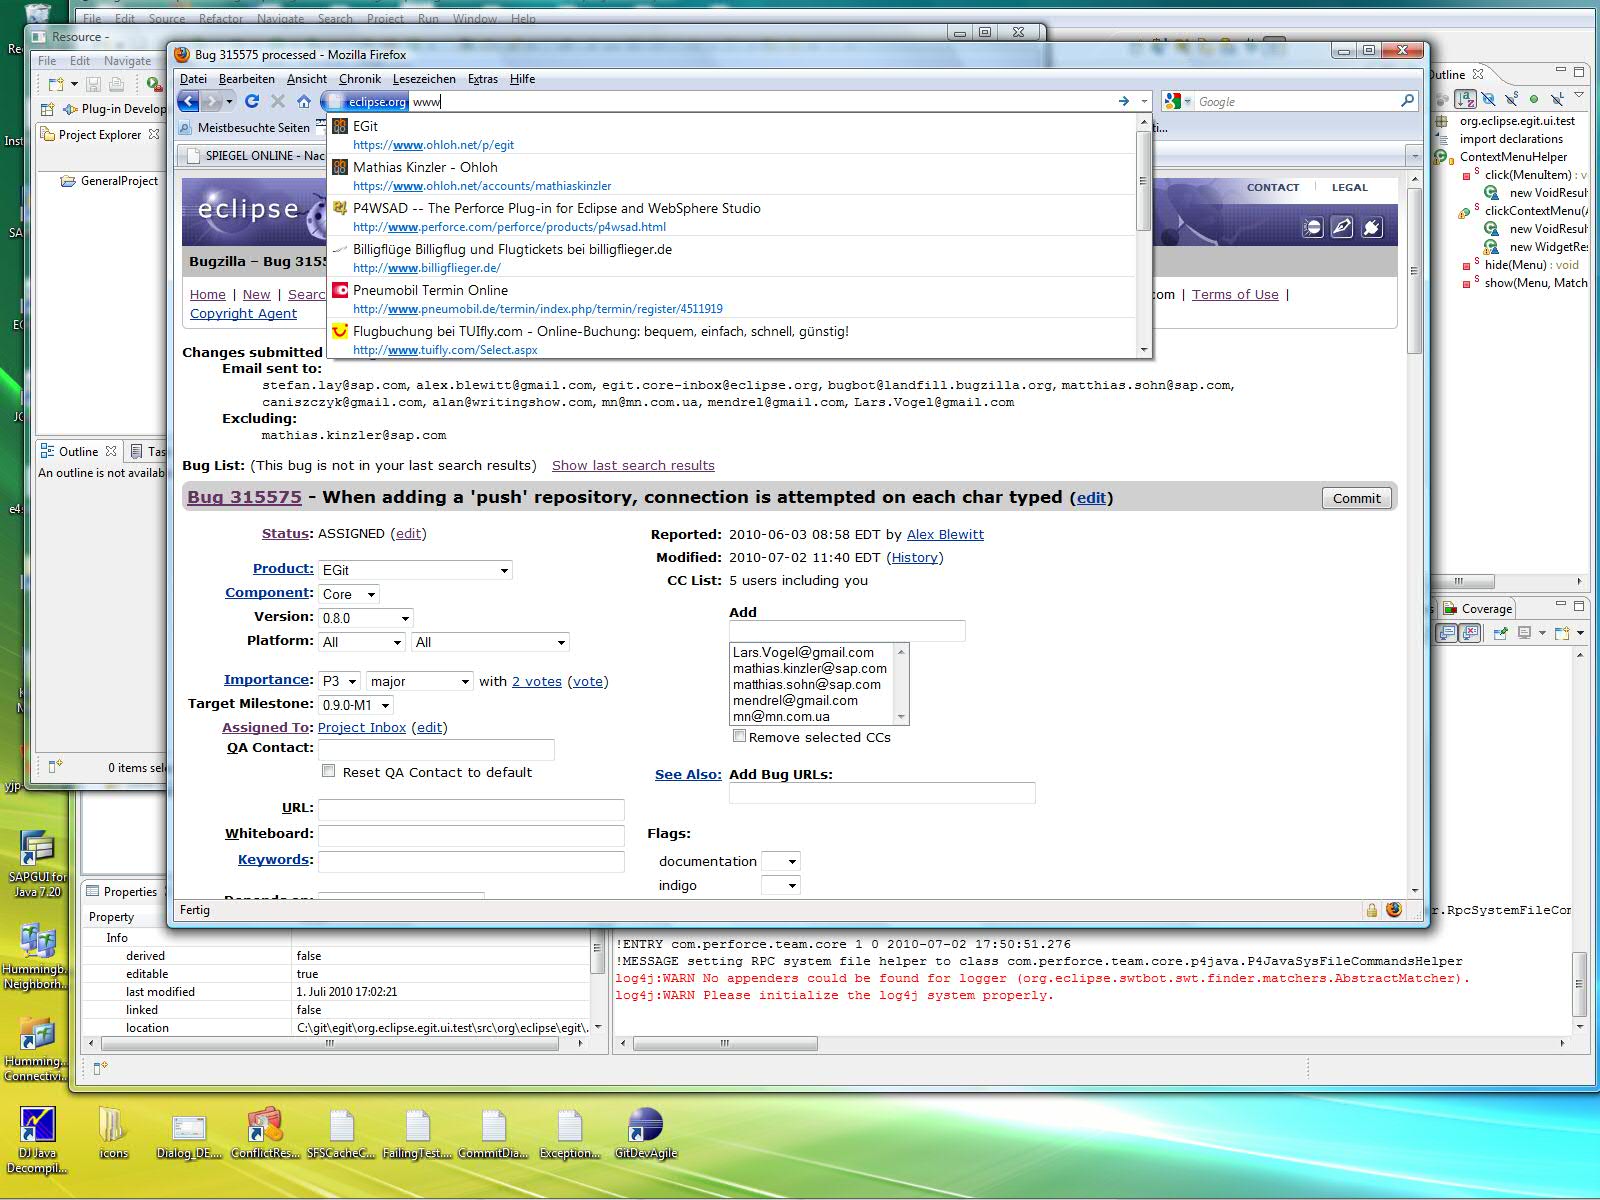 File Edit Source Refactor Navigate Search Project Run Window Help
Resource -
File Edit Navigate
Plug-in Develop
Project Explorer
GeneralProject
Outline
An outline is not availab
0 items sele
Bug 315575 processed - Mozilla Firefox
Datei Bearbeiten Ansicht Chronik Lesezeichen Extras Hilfe
eclipse.org www
Google
Meistbesuchte Seiten
SPIEGEL ONLINE - Nac
EGit
https://www.ohloh.net/p/egit
Mathias Kinzler - Ohloh
https://www.ohloh.net/accounts/mathiaskinzler
P4WSAD -- The Perforce Plug-in for Eclipse and WebSphere Studio
http://www.perforce.com/perforce/products/p4wsad.html
Billigflüge Billigflug und Flugtickets bei billigflieger.de
http://www.billigflieger.de/
Pneumobil Termin Online
http://www.pneumobil.de/termin/index.php/termin/register/4511919
Flugbuchung bei TUIfly.com - Online-Buchung: bequem, einfach, schnell, günstig!
http://www.tuifly.com/Select.aspx
eclipse
CONTACT | LEGAL
Bugzilla – Bug 3155
Home | New | Searc
com | Terms of Use |
Copyright Agent
Changes submitted
Email sent to:
stefan.lay@sap.com, alex.blewitt@gmail.com, egit.core-inbox@eclipse.org, bugbot@landfill.bugzilla.org, matthias.sohn@sap.com,
caniszczyk@gmail.com, alan@writingshow.com, mn@mn.com.ua, mendrel@gmail.com, Lars.Vogel@gmail.com
Excluding:
mathias.kinzler@sap.com
Bug List: (This bug is not in your last search results) Show last search results
Bug 315575 - When adding a 'push' repository, connection is attempted on each char typed (edit)
Commit
Status: ASSIGNED (edit)
Product: EGit
Component: Core
Version: 0.8.0
Platform: All All
Importance: P3 major with 2 votes (vote)
Target Milestone: 0.9.0-M1
Assigned To: Project Inbox (edit)
QA Contact:
Reset QA Contact to default
URL:
Whiteboard:
Keywords:
Depends on:
Reported: 2010-06-03 08:58 EDT by Alex Blewitt
Modified: 2010-07-02 11:40 EDT (History)
CC List: 5 users including you
Add
Lars.Vogel@gmail.com
mathias.kinzler@sap.com
matthias.sohn@sap.com
mendrel@gmail.com
mn@mn.com.ua
Remove selected CCs
See Also: Add Bug URLs:
Flags:
documentation
indigo
Fertig
Outline
org.eclipse.egit.ui.test
import declarations
ContextMenuHelper
click(MenuItem) : v
new VoidResul
clickContextMenu(A
new VoidResul
new WidgetRes
hide(Menu) : void
show(Menu, Match
Coverage
Properties
Property
Info
derived false
editable true
last modified 1. Juli 2010 17:02:21
linked false
location C:\git\egit\org.eclipse.egit.ui.test\src\org\eclipse\egit\.
r.RpcSystemFileCom
!ENTRY com.perforce.team.core 1 0 2010-07-02 17:50:51.276
!MESSAGE setting RPC system file helper to class com.perforce.team.core.p4java.P4JavaSysFileCommandsHelper
log4j:WARN No appenders could be found for logger (org.eclipse.swtbot.swt.finder.matchers.AbstractMatcher).
log4j:WARN Please initialize the log4j system properly.
SAPGUI for
Java 7.20
Hummingb...
Neighborh...
Humming...
Connectivi...
DJ Java
Decompil...
icons
Dialog_DE....
ConflictRes...
SFSCacheC...
FailingTest....
CommitDia...
Exception...
GitDevAgile